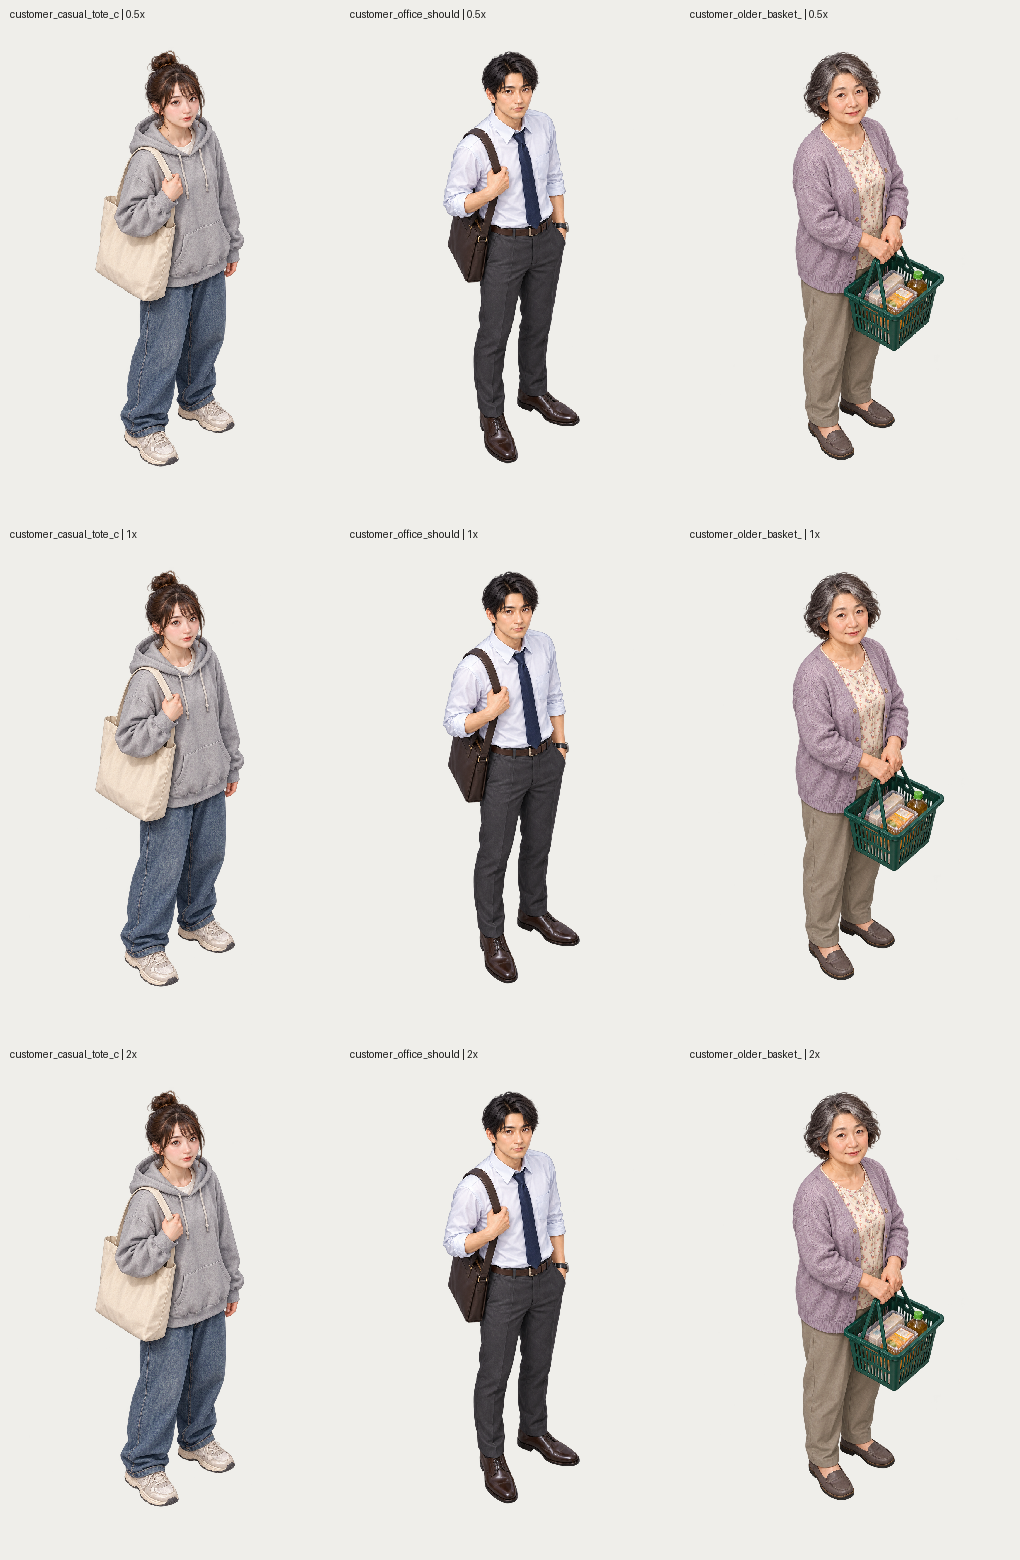 customer_casual_tote_c | 0.5x
customer_office_should | 0.5x
customer_older_basket_ | 0.5x
customer_casual_tote_c | 1x
customer_office_should | 1x
customer_older_basket_ | 1x
customer_casual_tote_c | 2x
customer_office_should | 2x
customer_older_basket_ | 2x